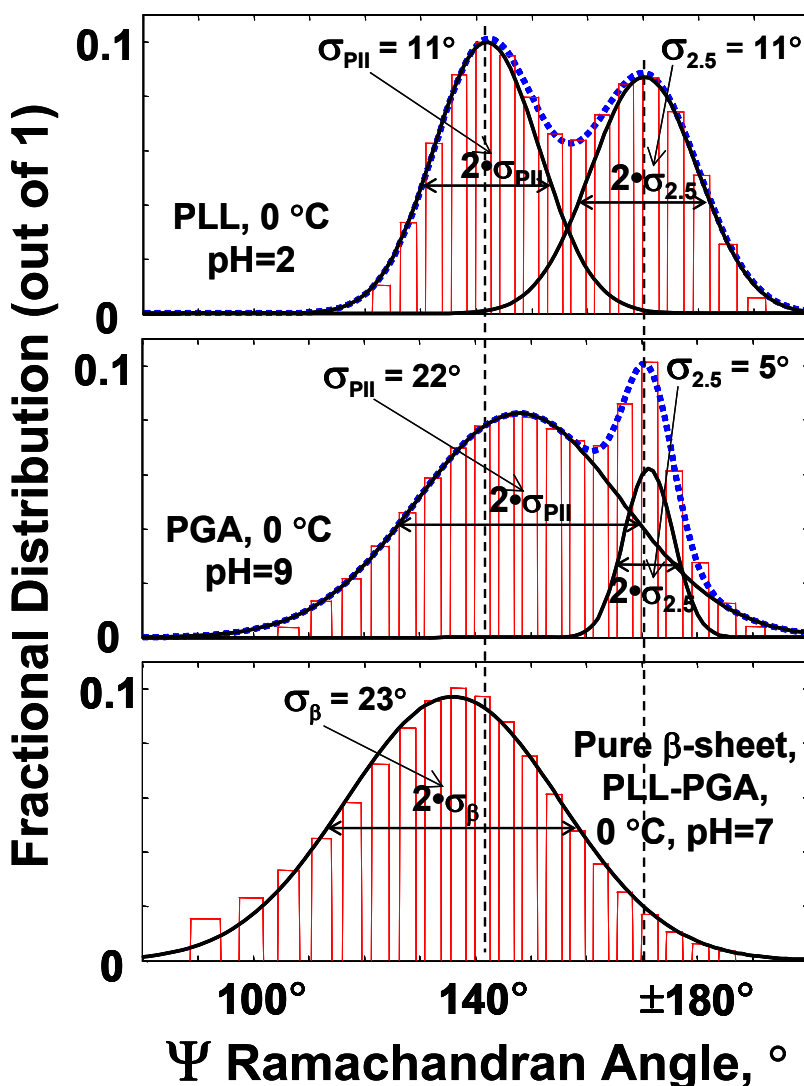 Fractional Distribution (out of 1)
0.1
σPII = 11°
σ2.5 = 11°
2•σPII
2•σ2.5
PLL, 0 °C
pH=2
0
0.1
σPII = 22°
σ2.5 = 5°
2•σPII
PGA, 0 °C
pH=9
2•σ2.5
0
0.1
σβ = 23°
Pure β-sheet,
PLL-PGA,
0 °C, pH=7
2•σβ
0
100°
140°
±180°
Ψ Ramachandran Angle, °